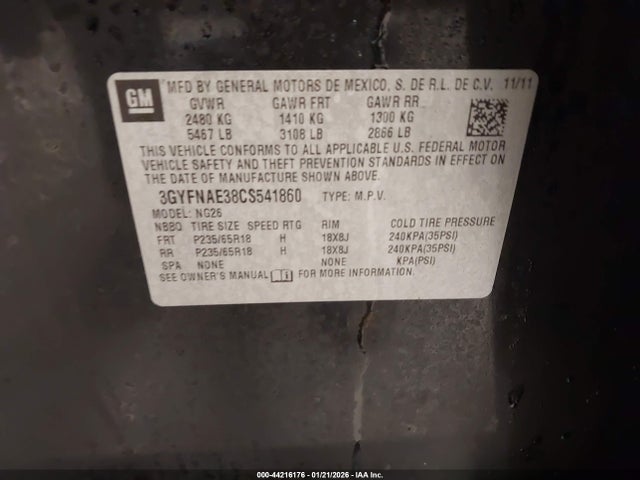 GM
MFD BY GENERAL MOTORS DE MEXICO, S. DE R.L. DE C.V. 11/11
GVWR GAWR FRT GAWR RR
2480 KG 1410 KG 1300 KG
5467 LB 3108 LB 2866 LB
THIS VEHICLE CONFORMS TO ALL APPLICABLE U.S. FEDERAL MOTOR
VEHICLE SAFETY AND THEFT PREVENTION STANDARDS IN EFFECT ON
THE DATE OF MANUFACTURE SHOWN ABOVE.
3GYFNAE38CS541860 TYPE: M.P.V.
MODEL: NG26
NBBQ TIRE SIZE SPEED RTG RIM COLD TIRE PRESSURE
FRT P235/65R18 H 18X8J 240KPA(35PSI)
RR P235/65R18 H 18X8J 240KPA(35PSI)
SPA NONE NONE KPA(PSI)
SEE OWNER'S MANUAL FOR MORE INFORMATION.
000-44216176 - 01/21/2026 - IAA Inc.